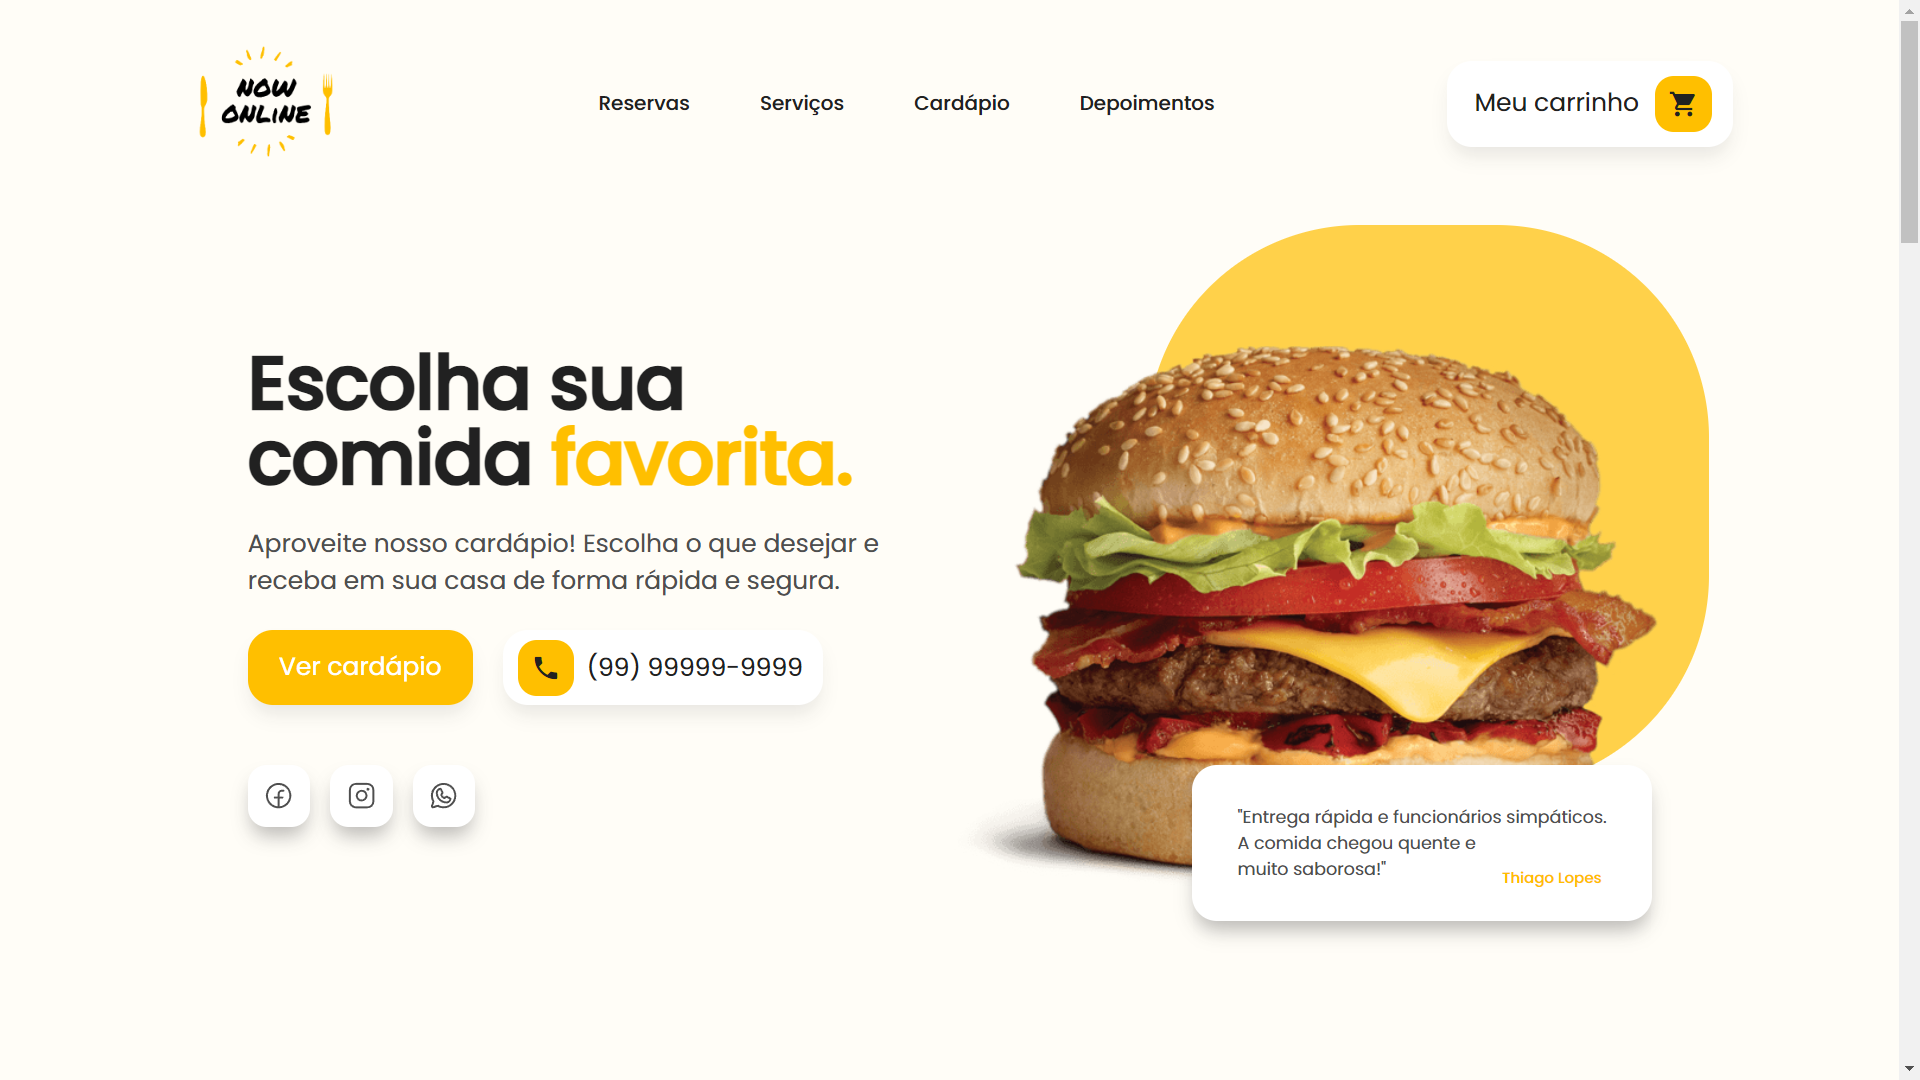 NOW
ONLINE
Reservas
Serviços
Cardápio
Depoimentos
Meu carrinho
Escolha sua
comida favorita.
Aproveite nosso cardápio! Escolha o que desejar e
receba em sua casa de forma rápida e segura.
Ver cardápio
(99) 99999-9999
"Entrega rápida e funcionários simpáticos.
A comida chegou quente e
muito saborosa!"
Thiago Lopes